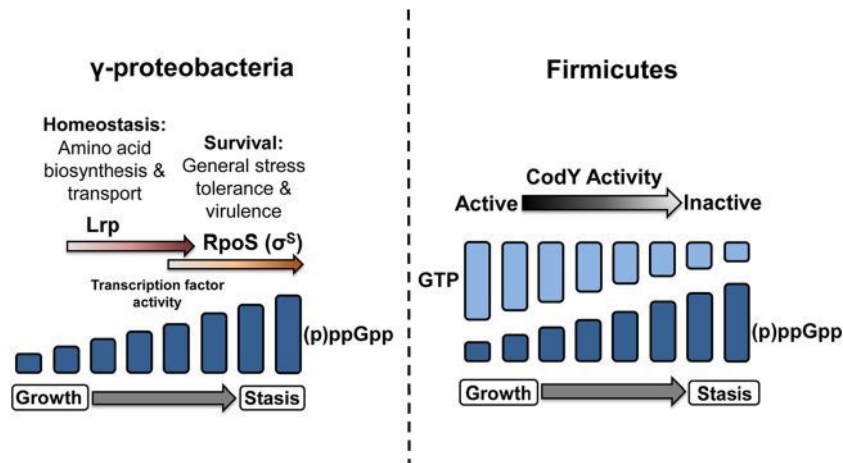 γ-proteobacteria
Homeostasis:
Amino acid
biosynthesis &
transport
Survival:
General stress
tolerance &
virulence
Lrp
RpoS (σS)
Transcription factor
activity
(p)ppGpp
Growth
Stasis
Firmicutes
CodY Activity
Active
Inactive
GTP
(p)ppGpp
Growth
Stasis